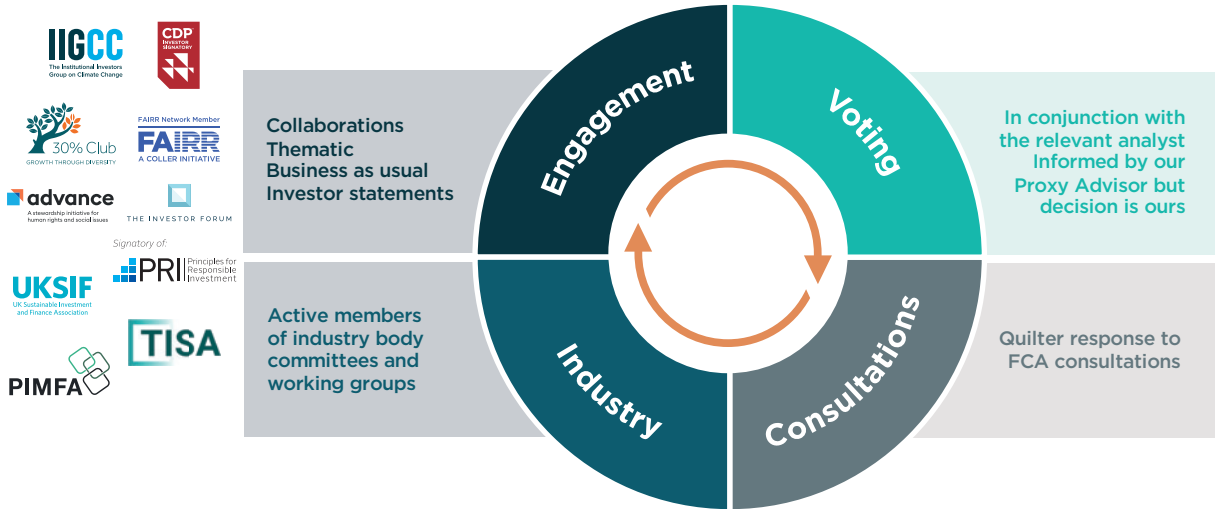 IIGCC
The Institutional Investors
Group on Climate Change
CDP
INVESTOR
SIGNATORY
30% Club
GROWTH THROUGH DIVERSITY
FAIRR Network Member
FAIRR
A COLLER INITIATIVE
advance
A stewardship initiative for
human rights and social issues
THE INVESTOR FORUM
Signatory of:
PRI
Principles for
Responsible
Investment
UKSIF
UK Sustainable Investment
and Finance Association
TISA
PIMFA
Collaborations
Thematic
Business as usual
Investor statements
Engagement
Voting
In conjunction with
the relevant analyst
Informed by our
Proxy Advisor but
decision is ours
Active members
of industry body
committees and
working groups
Industry
Consultations
Quilter response to
FCA consultations